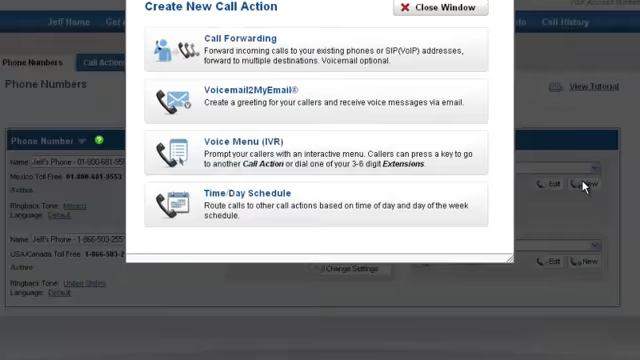 Your Account Number
Create New Call Action
Close Window
Jeff Home
Get
do
Call History
Call Forwarding
Forward incoming calls to your existing phones or SIP(VoIP) addresses,
forward to multiple destinations. Voicemail optional.
Phone Numbers
Call Actions
Phone Numbers
View Tutorial
Voicemail2MyEmail®
Create a greeting for your callers and receive voice messages via email.
Phone Number
Voice Menu (IVR)
Prompt your callers with an interactive menu. Callers can press a key to go
to another Call Action or dial one of your 3-6 digit Extensions.
Name Jeff's Phone - 01-800-681-95
Mexico Toll Free 01-800-681-9553
Active
Edit
New
Ringback Tone: Mexico
Language: Default
Time/Day Schedule
Route calls to other call actions based on time of day and day of the week
schedule.
Name Jeff's Phone - 1-866-503-255
USA/Canada Toll Free 1-866-503-2
Active
Edit
New
Change Settings
Ringback Tone: United States
Language: Default